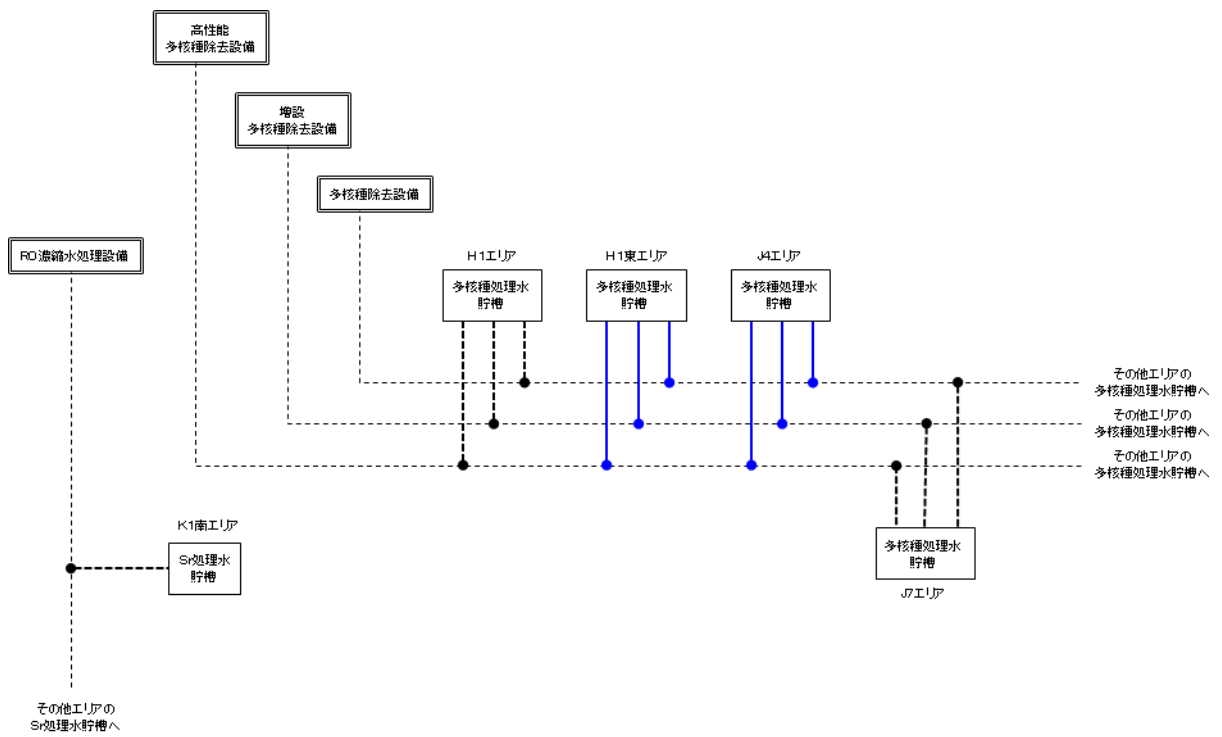 高性能
多核種除去設備
増設
多核種除去設備
多核種除去設備
RO濃縮水処理設備
H1エリア
多核種処理水
貯槽
H1東エリア
多核種処理水
貯槽
J4エリア
多核種処理水
貯槽
その他エリアの
多核種処理水貯槽へ
その他エリアの
多核種処理水貯槽へ
その他エリアの
多核種処理水貯槽へ
K1南エリア
Sr処理水
貯槽
多核種処理水
貯槽
J7エリア
その他エリアの
Sr処理水貯槽へ